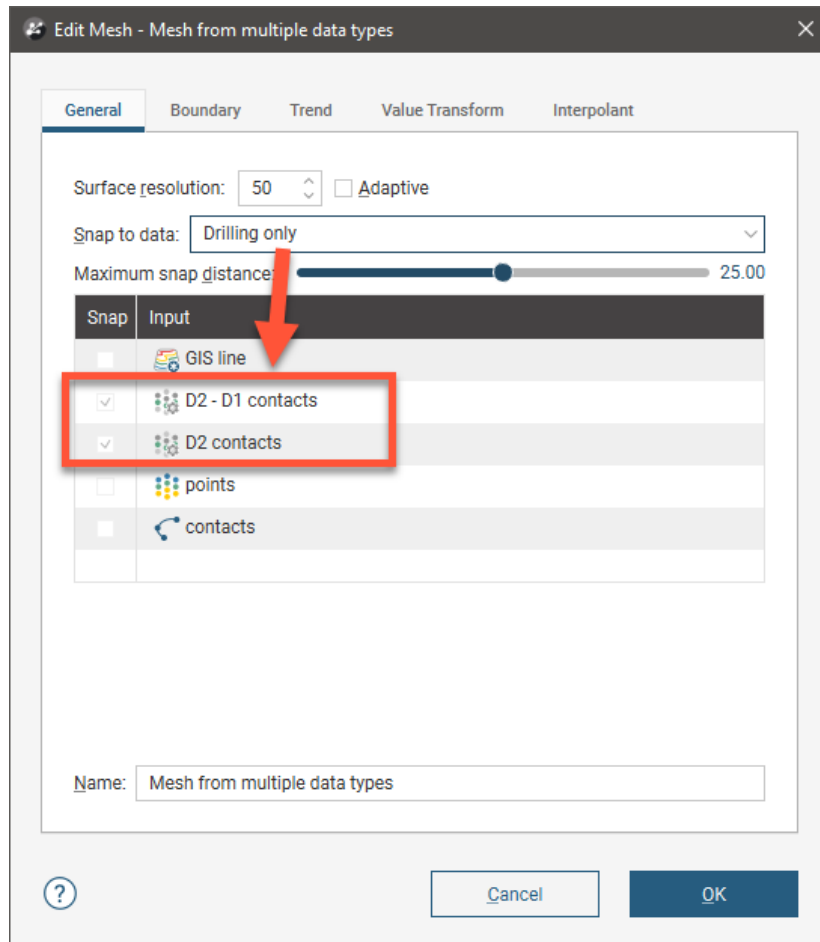 Edit Mesh - Mesh from multiple data types
General Boundary Trend Value Transform Interpolant
Surface resolution: 50 Adaptive
Snap to data: Drilling only
Maximum snap distance: 25.00
Snap Input
GIS line
D2 - D1 contacts
D2 contacts
points
contacts
Name: Mesh from multiple data types
? Cancel OK